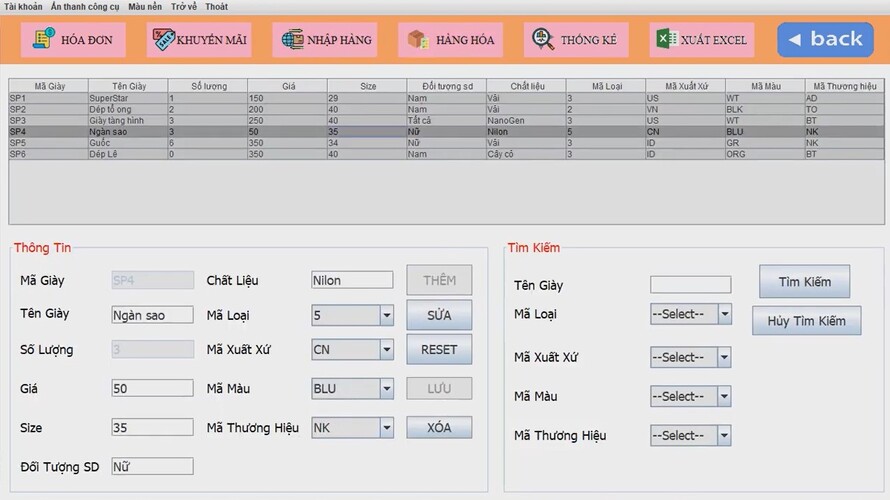 Tài khoản Ấn thanh công cụ Màu nền Trở về Thoát
HÓA ĐƠN KHUYẾN MÃI NHẬP HÀNG HÀNG HÓA THỐNG KÊ XUẤT EXCEL back
Mã Giày Tên Giày Số lượng Giá Size Đối tượng sd Chất liệu Mã Loại Mã Xuất Xứ Mã Màu Mã Thương hiệu
SP1 SuperStar 1 150 29 Nam Vải 3 US WT AD
SP2 Dép tổ ong 2 200 40 Nam Vải 2 VN BLK TO
SP3 Giày tàng hình 3 250 40 Tất cả NanoGen 3 US WT BT
SP4 Ngàn sao 3 50 35 Nữ Nilon 5 CN BLU NK
SP5 Guốc 6 350 34 Nữ Vải 3 ID GR NK
SP6 Dép Lê 0 350 40 Nam Cây cỏ 3 ID ORG BT
Thông Tin
Mã Giày SP4 Chất Liệu Nilon THÊM
Tên Giày Ngàn sao Mã Loại 5 SỬA
Số Lượng 3 Mã Xuất Xứ CN RESET
Giá 50 Mã Màu BLU LƯU
Size 35 Mã Thương Hiệu NK XÓA
Đối Tượng SD Nữ
Tìm Kiếm
Tên Giày Tìm Kiếm
Mã Loại --Select-- Hủy Tìm Kiếm
Mã Xuất Xứ --Select--
Mã Màu --Select--
Mã Thương Hiệu --Select--